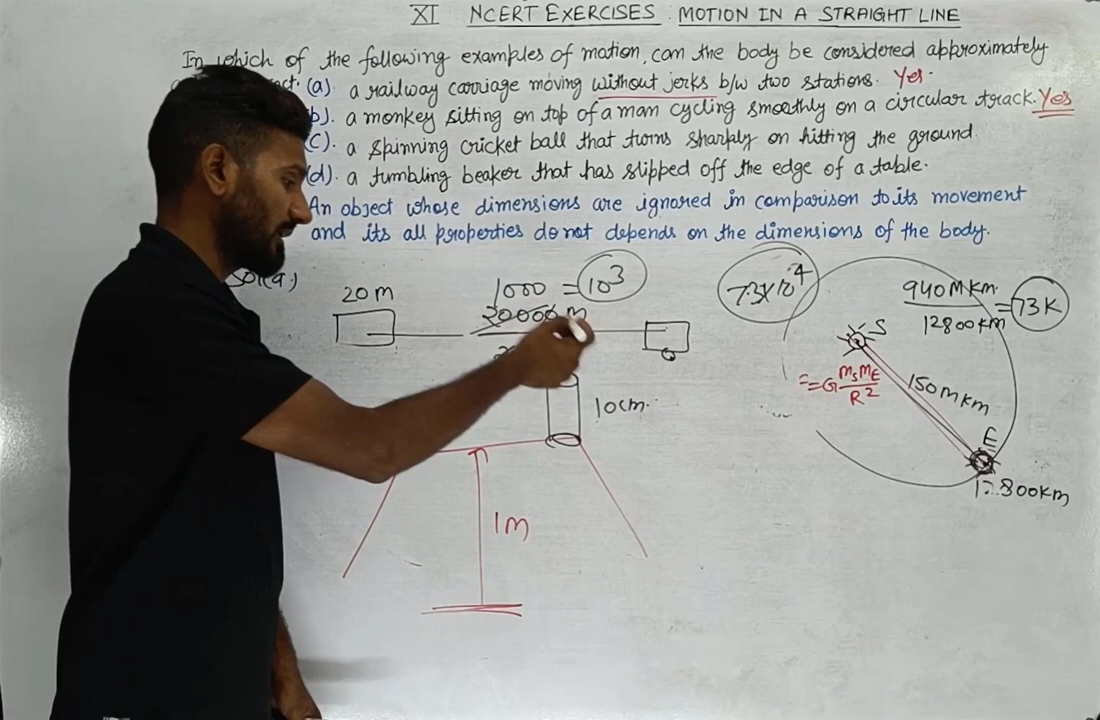 XI NCERT EXERCISES. MOTION IN A STRAIGHT LINE
In which of the following examples of motion, can the body be considered approximately
(a). a railway carriage moving without jerks b/w two stations. Yes.
b). a monkey sitting on top of a man cycling smoothly on a circular track. Yes
(c). a spinning cricket ball that turns sharply on hitting the ground.
(d). a tumbling beaker that has slipped off the edge of a table.
An object whose dimensions are ignored in comparison to its movement
and its all properties do not depends on the dimensions of the body.
Sol(a.)
20m
1000 = 10³
20000 m
10cm.
1m
73×10⁴
940MKm
12800km
= 73K
S
150MKm
= G MsME
R²
E
12800km